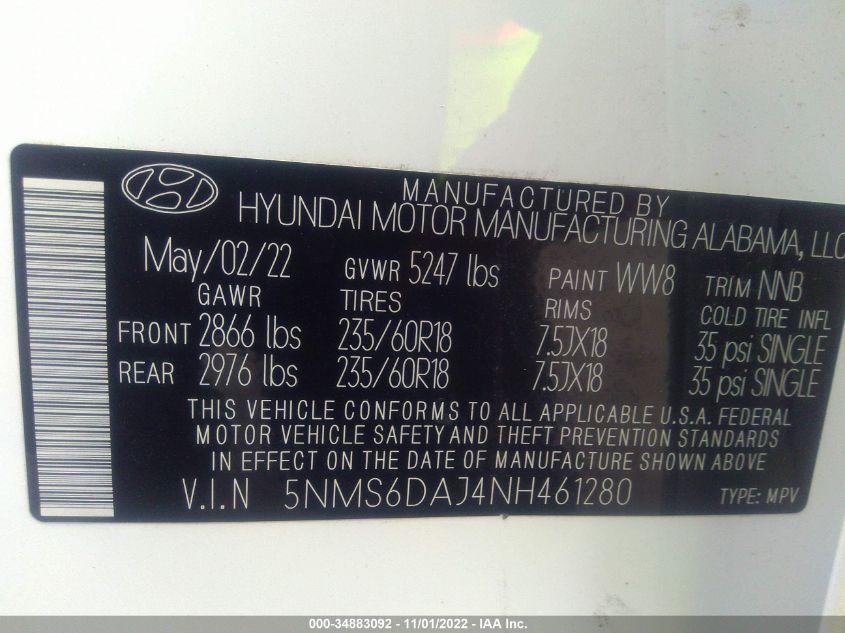 MANUFACTURED BY
HYUNDAI MOTOR MANUFACTURING ALABAMA, LLC
May/02/22 GVWR 5247 lbs PAINT WW8 TRIM NNB
GAWR TIRES RIMS COLD TIRE INFL
FRONT 2866 lbs 235/60R18 7.5JX18 35 psi SINGLE
REAR 2976 lbs 235/60R18 7.5JX18 35 psi SINGLE
THIS VEHICLE CONFORMS TO ALL APPLICABLE U.S.A. FEDERAL
MOTOR VEHICLE SAFETY AND THEFT PREVENTION STANDARDS
IN EFFECT ON THE DATE OF MANUFACTURE SHOWN ABOVE
V.I.N 5NMS6DAJ4NH461280 TYPE: MPV
000-34883092 - 11/01/2022 - IAA Inc.